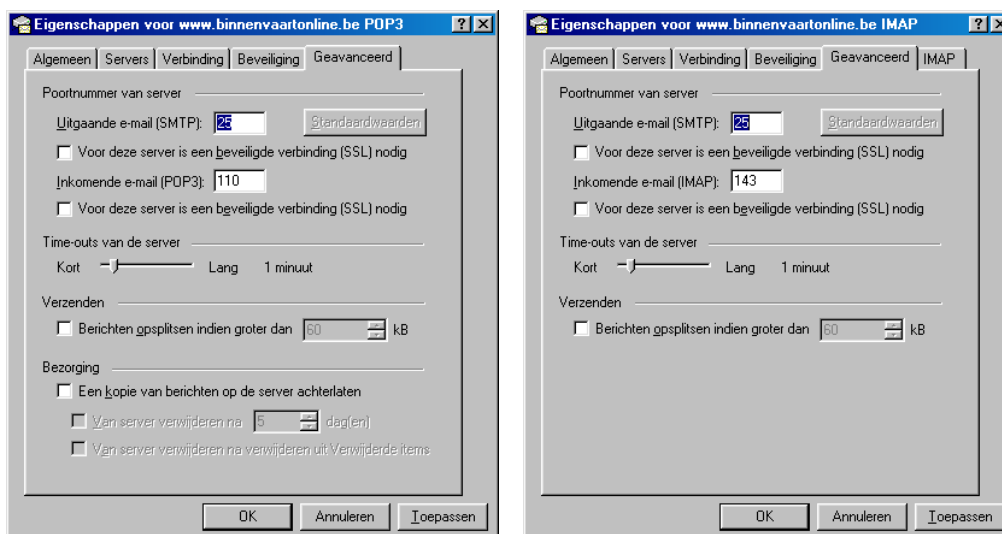 Eigenschappen voor www.binnenvaartonline.be POP3
Algemeen Servers Verbinding Beveiliging Geavanceerd
Poortnummer van server
Uitgaande e-mail (SMTP): 25 Standaardwaarden
Voor deze server is een beveiligde verbinding (SSL) nodig
Inkomende e-mail (POP3): 110
Voor deze server is een beveiligde verbinding (SSL) nodig
Time-outs van de server
Kort Lang 1 minuut
Verzenden
Berichten opsplitsen indien groter dan 60 kB
Bezorging
Een kopie van berichten op de server achterlaten
Van server verwijderen na 5 dag(en)
Van server verwijderen na verwijderen uit Verwijderde items
OK Annuleren Toepassen
Eigenschappen voor www.binnenvaartonline.be IMAP
Algemeen Servers Verbinding Beveiliging Geavanceerd IMAP
Poortnummer van server
Uitgaande e-mail (SMTP): 25 Standaardwaarden
Voor deze server is een beveiligde verbinding (SSL) nodig
Inkomende e-mail (IMAP): 143
Voor deze server is een beveiligde verbinding (SSL) nodig
Time-outs van de server
Kort Lang 1 minuut
Verzenden
Berichten opsplitsen indien groter dan 60 kB
OK Annuleren Toepassen